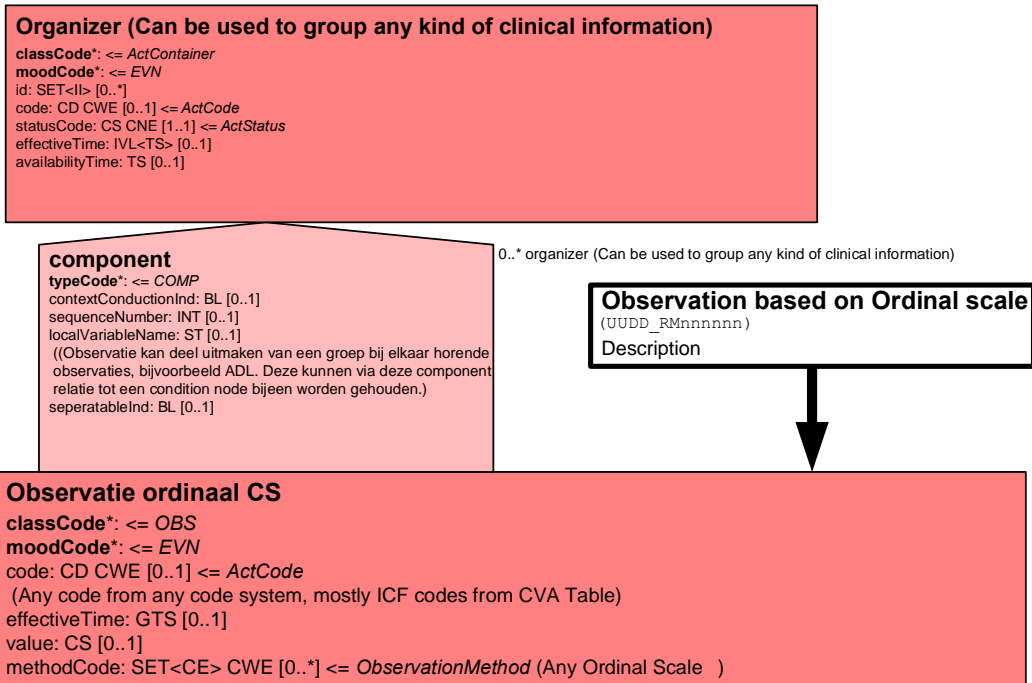 Organizer (Can be used to group any kind of clinical information)
classCode*: <= ActContainer
moodCode*: <= EVN
id: SET<II> [0..*]
code: CD CWE [0..1] <= ActCode
statusCode: CS CNE [1..1] <= ActStatus
effectiveTime: IVL<TS> [0..1]
availabilityTime: TS [0..1]
0..* organizer (Can be used to group any kind of clinical information)
component
typeCode*: <= COMP
contextConductionInd: BL [0..1]
sequenceNumber: INT [0..1]
localVariableName: ST [0..1]
((Observatie kan deel uitmaken van een groep bij elkaar horende
observaties, bijvoorbeeld ADL. Deze kunnen via deze component
relatie tot een condition node bijeen worden gehouden.)
seperatableInd: BL [0..1]
Observation based on Ordinal scale
(UUDD_RMnnnnnn)
Description
Observatie ordinaal CS
classCode*: <= OBS
moodCode*: <= EVN
code: CD CWE [0..1] <= ActCode
(Any code from any code system, mostly ICF codes from CVA Table)
effectiveTime: GTS [0..1]
value: CS [0..1]
methodCode: SET<CE> CWE [0..*] <= ObservationMethod (Any Ordinal Scale )